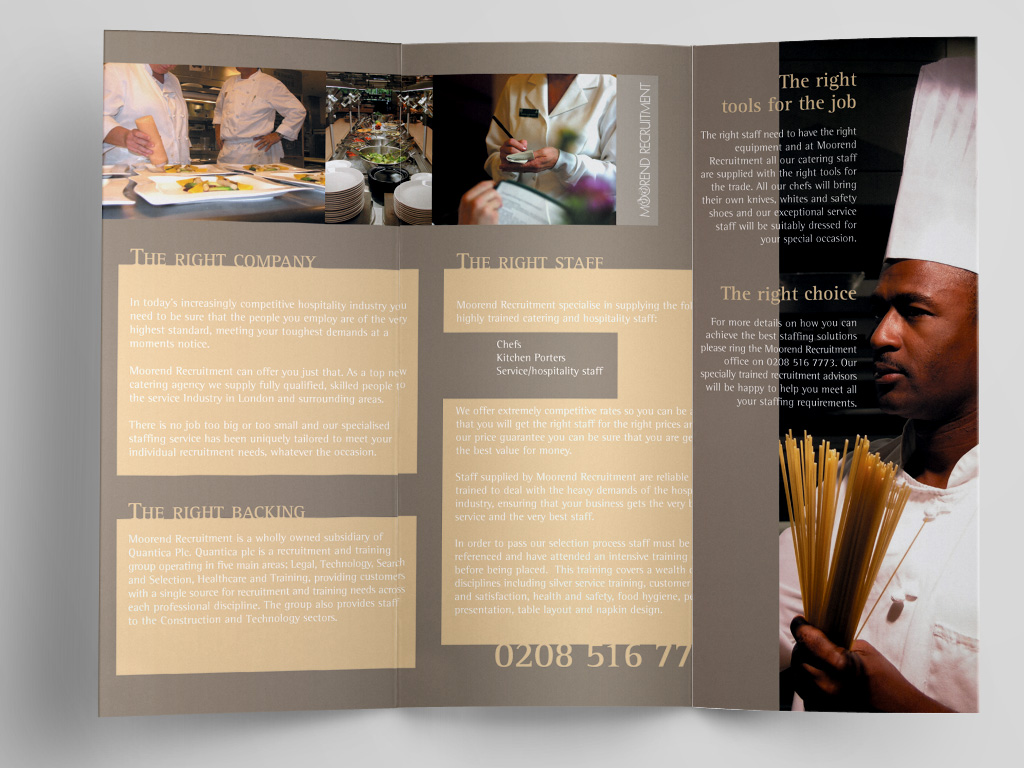 MOOREND RECRUITMENT
THE RIGHT COMPANY
In today's increasingly competitive hospitality industry you
need to be sure that the people you employ are of the very
highest standard, meeting your toughest demands at a
moments notice.
Moorend Recruitment can offer you just that. As a top new
catering agency we supply fully qualified, skilled people to
the service Industry in London and surrounding areas.
There is no job too big or too small and our specialised
staffing service has been uniquely tailored to meet your
individual recruitment needs, whatever the occasion.
THE RIGHT BACKING
Moorend Recruitment is a wholly owned subsidiary of
Quantica Plc. Quantica plc is a recruitment and training
group operating in five main areas; Legal, Technology, Search
and Selection, Healthcare and Training, providing customers
with a single source for recruitment and training needs across
each professional discipline. The group also provides staff
to the Construction and Technology sectors.
THE RIGHT STAFF
Moorend Recruitment specialise in supplying the fol
highly trained catering and hospitality staff:
Chefs
Kitchen Porters
Service/hospitality staff
We offer extremely competitive rates so you can be a
that you will get the right staff for the right prices an
our price guarantee you can be sure that you are ge
the best value for money.
Staff supplied by Moorend Recruitment are reliable
trained to deal with the heavy demands of the hosp
industry, ensuring that your business gets the very
service and the very best staff.
In order to pass our selection process staff must be
referenced and have attended an intensive training
before being placed. This training covers a wealth
disciplines including silver service training, customer
and satisfaction, health and safety, food hygiene, pu
presentation, table layout and napkin design.
0208 516 77
The right
tools for the job
The right staff need to have the right
equipment and at Moorend
Recruitment all our catering staff
are supplied with the right tools for
the trade. All our chefs will bring
their own knives, whites and safety
shoes and our exceptional service
staff will be suitably dressed for
your special occasion.
The right choice
For more details on how you can
achieve the best staffing solutions
please ring the Moorend Recruitment
office on 0208 516 7773. Our
specially trained recruitment advisors
will be happy to help you meet all
your staffing requirements.